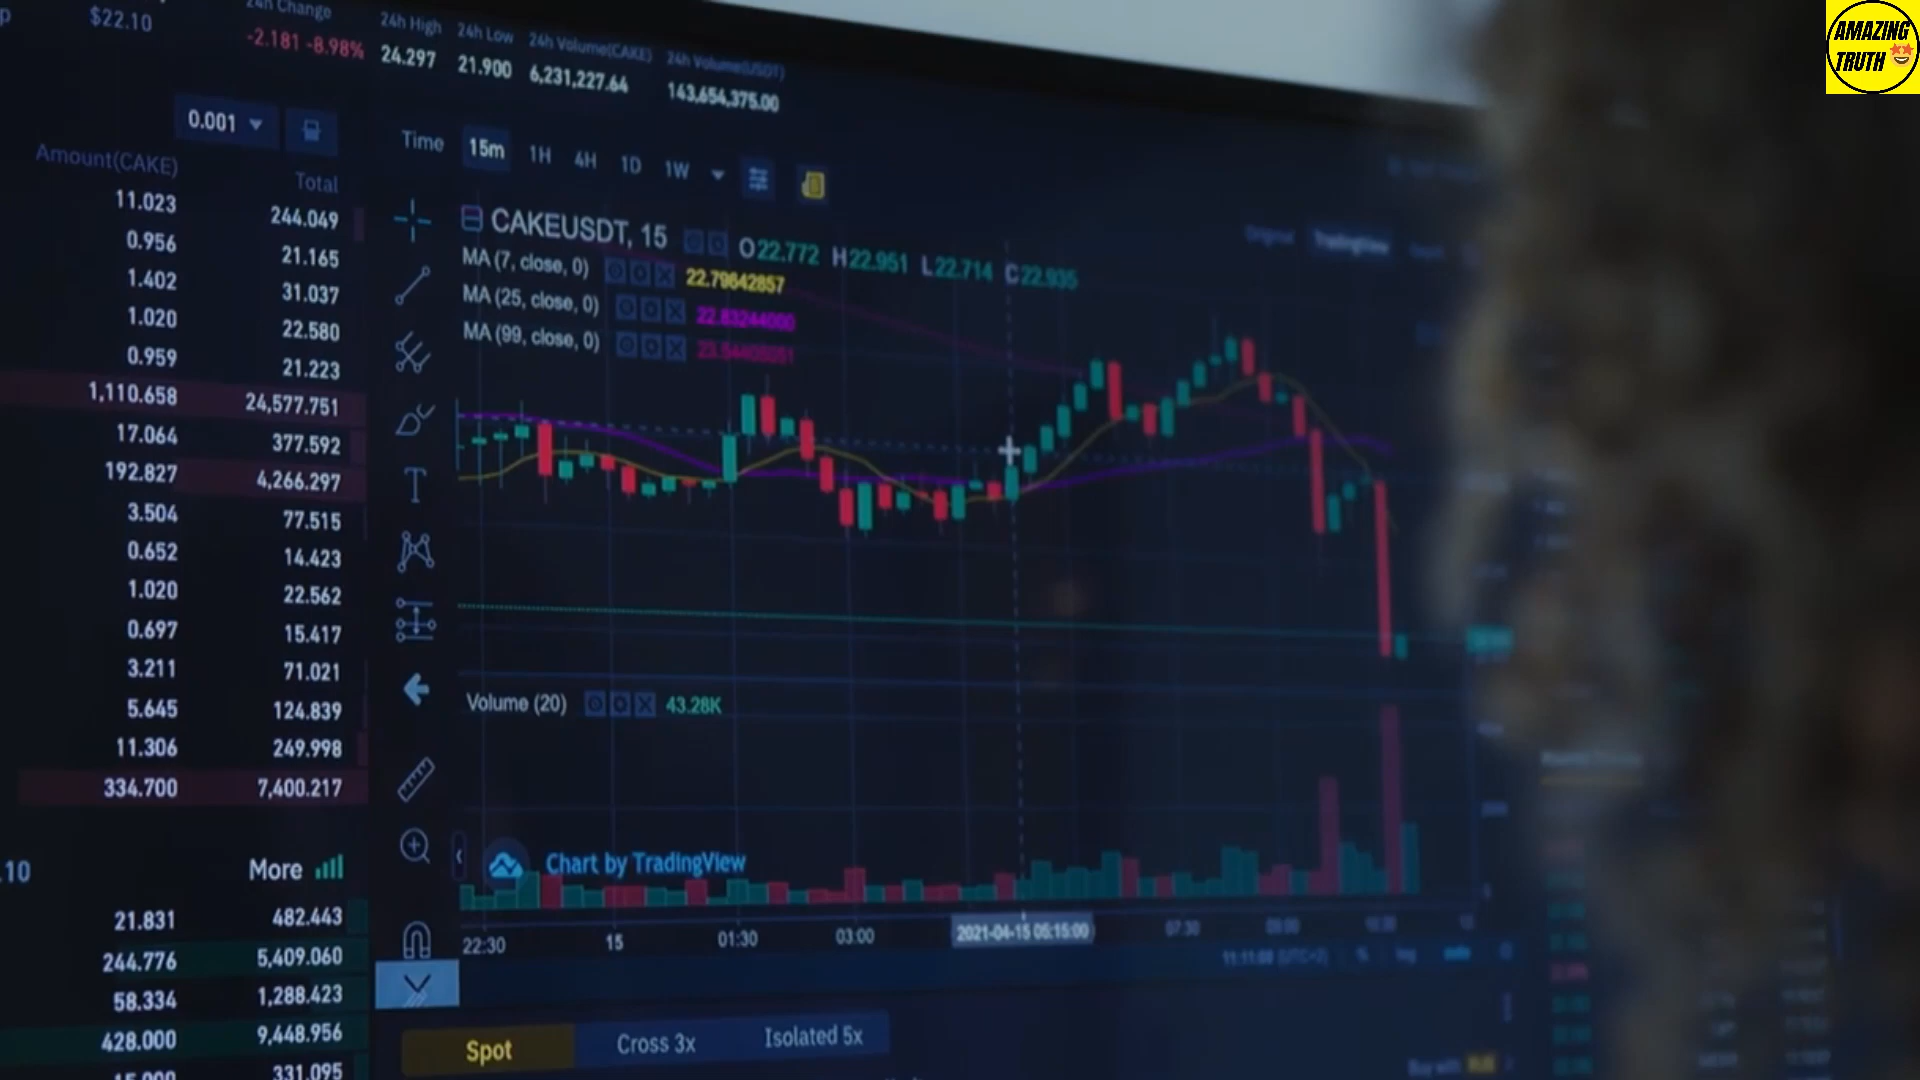 $22.10
24h Change
-2.181 -8.98%
24h High
24.297
24h Low
21.900
24h Volume(CAKE)
6,231,227.64
24h Volume(USDT)
143,654,375.00
AMAZING
TRUTH
0.001
Amount(CAKE) Total
11.023 244.049
0.956 21.165
1.402 31.037
1.020 22.580
0.959 21.223
1,110.658 24,577.751
17.064 377.592
192.827 4,266.297
3.504 77.515
0.652 14.423
1.020 22.562
0.697 15.417
3.211 71.021
5.645 124.839
11.306 249.998
334.700 7,400.217
.10 More
21.831 482.443
244.776 5,409.060
58.334 1,288.423
428.000 9,448.956
331.095
Time 15m 1H 4H 1D 1W
CAKEUSDT, 15 O22.772 H22.951 L22.714 C22.935
MA (7, close, 0) 22.79642857
MA (25, close, 0) 22.83244000
MA (99, close, 0)
Original TradingView
Volume (20) 43.28K
Chart by TradingView
22:30 15 01:30 03:00 2021-04-15 05:15:00 07:30 09:00 10:30
Spot Cross 3x Isolated 5x
Buy with